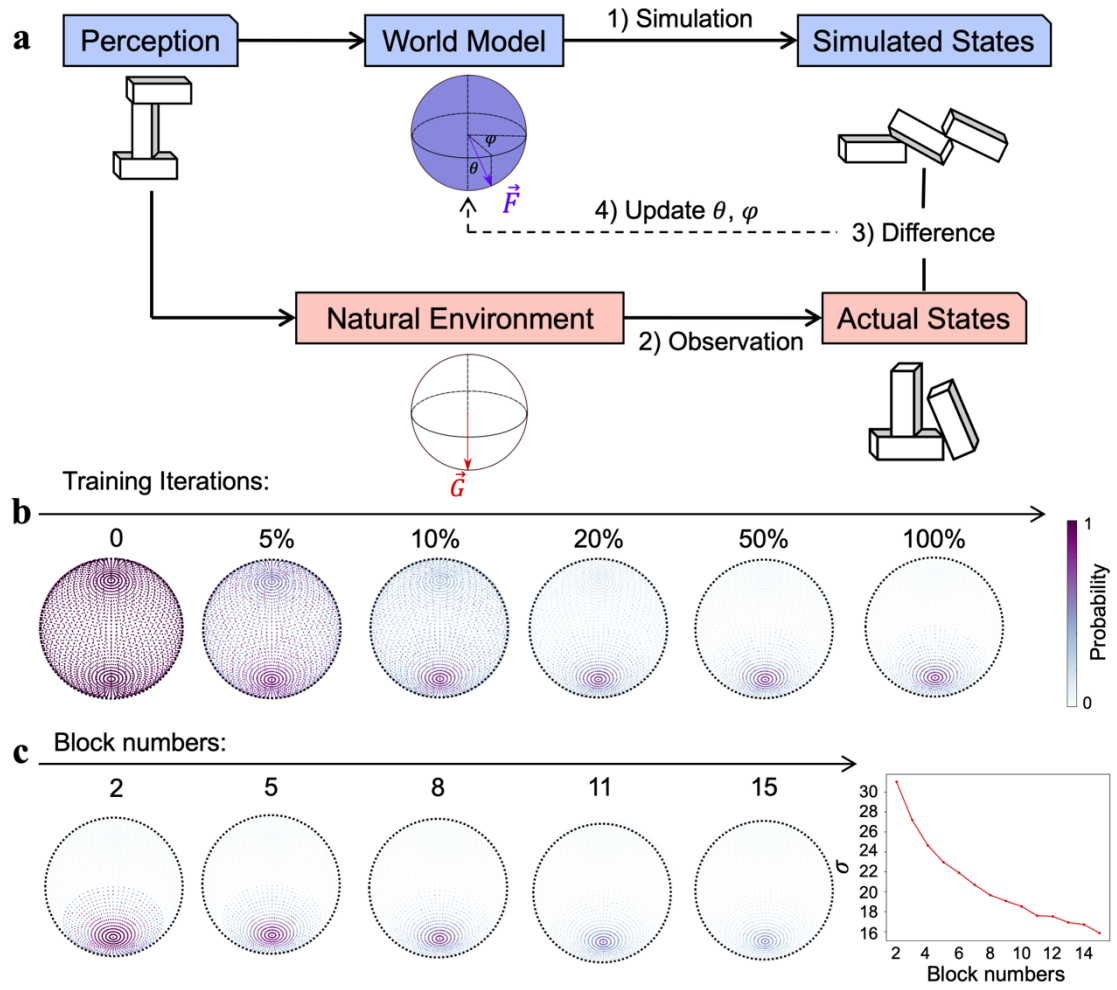 a
Perception
World Model
1) Simulation
Simulated States
φ
θ
F
4) Update θ, φ
3) Difference
Natural Environment
2) Observation
Actual States
G
Training Iterations:
b
0 5% 10% 20% 50% 100%
1
Probability
0
c
Block numbers:
2 5 8 11 15
30
28
26
24
22
20
18
16
σ
2 4 6 8 10 12 14
Block numbers